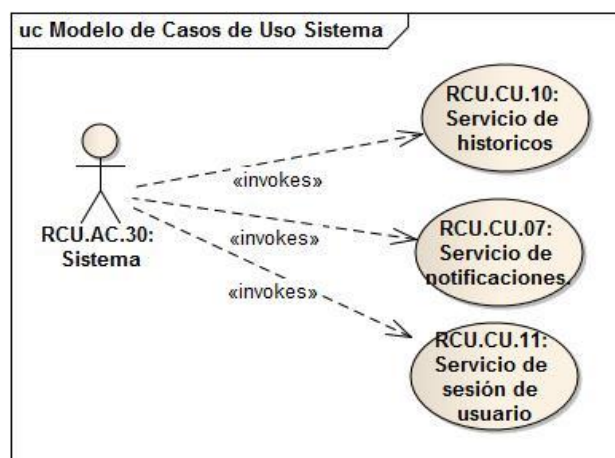 uc Modelo de Casos de Uso Sistema
RCU.CU.10:
Servicio de
historicos
«invokes»
RCU.AC.30:
Sistema
«invokes»
RCU.CU.07:
Servicio de
notificaciones.
«invokes»
RCU.CU.11:
Servicio de
sesión de
usuario